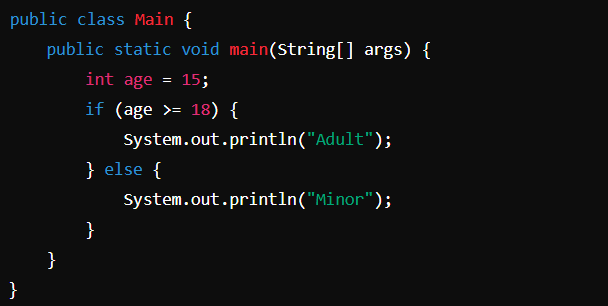 public class Main {
    public static void main(String[] args) {
        int age = 15;
        if (age >= 18) {
            System.out.println("Adult");
        } else {
            System.out.println("Minor");
        }
    }
}